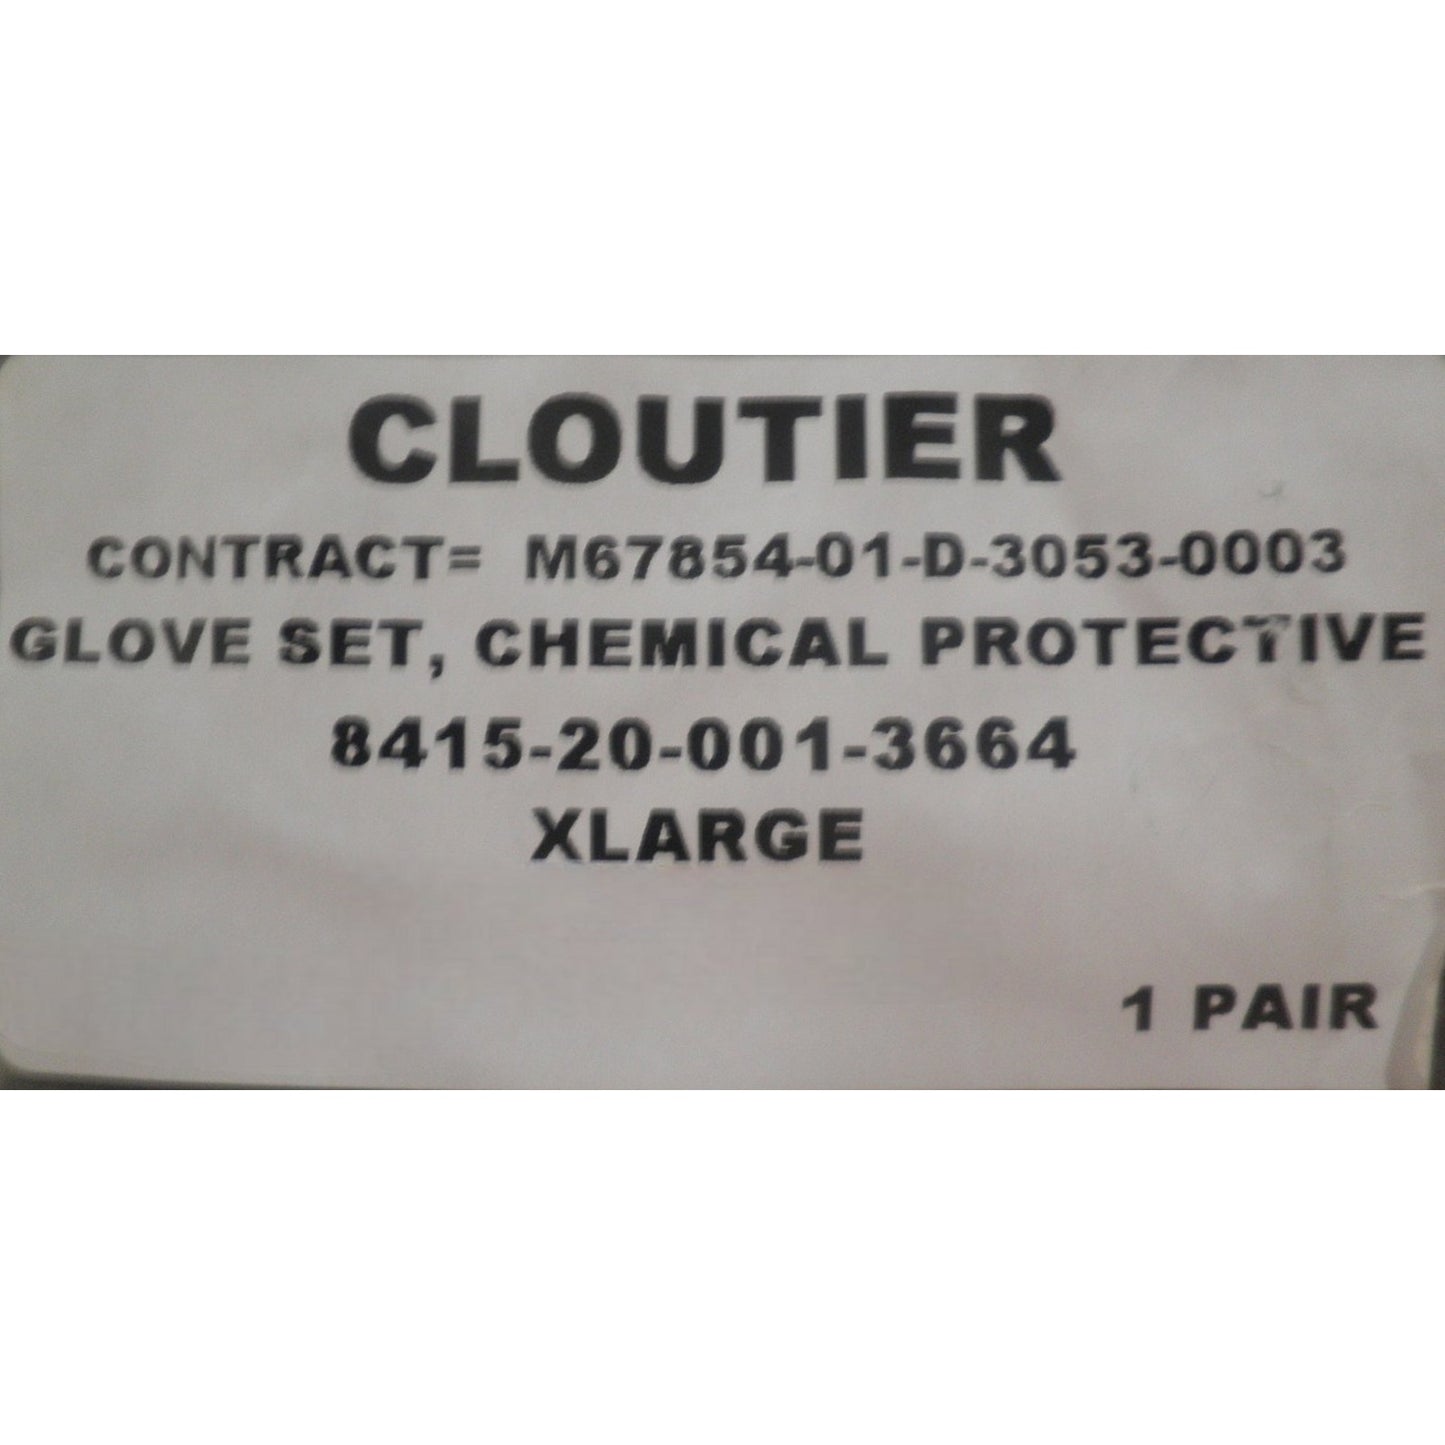 CLOUTIER
CONTRACT= M67854-01-D-3053-0003
GLOVE SET, CHEMICAL PROTECTIVE
8415-20-001-3664
XLARGE
1 PAIR